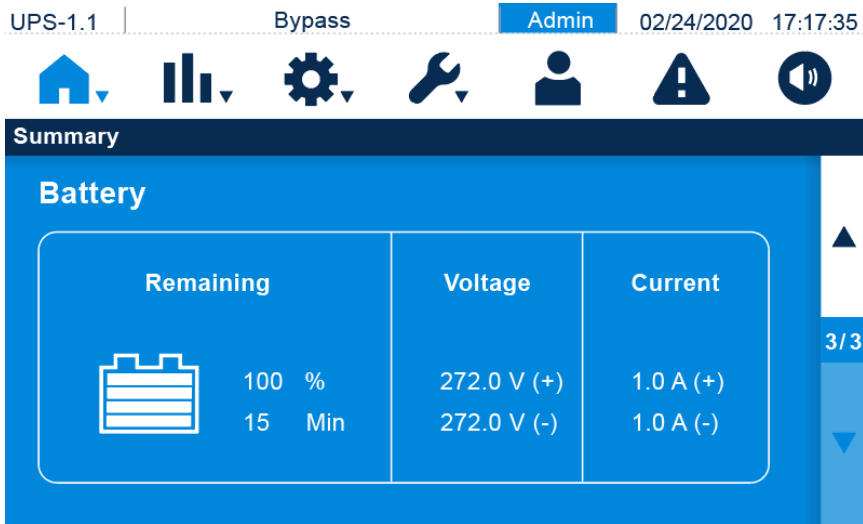 UPS-1.1 Bypass Admin 02/24/2020 17:17:35
Summary
Battery
Remaining Voltage Current
3/3
100 % 272.0 V (+) 1.0 A (+)
15 Min 272.0 V (-) 1.0 A (-)